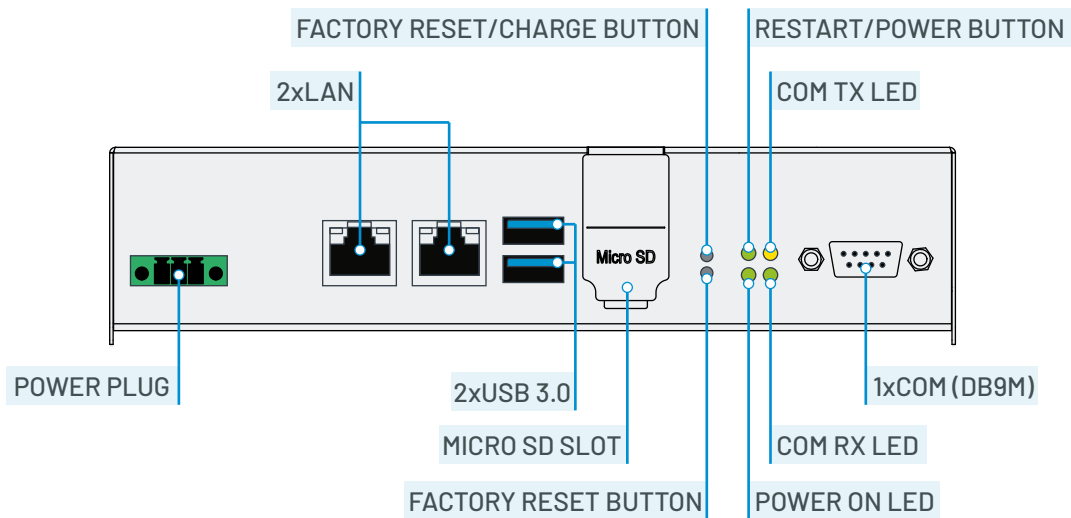 FACTORY RESET/CHARGE BUTTON
RESTART/POWER BUTTON
2xLAN
COM TX LED
Micro SD
POWER PLUG
2xUSB 3.0
1xCOM (DB9M)
MICRO SD SLOT
COM RX LED
FACTORY RESET BUTTON
POWER ON LED